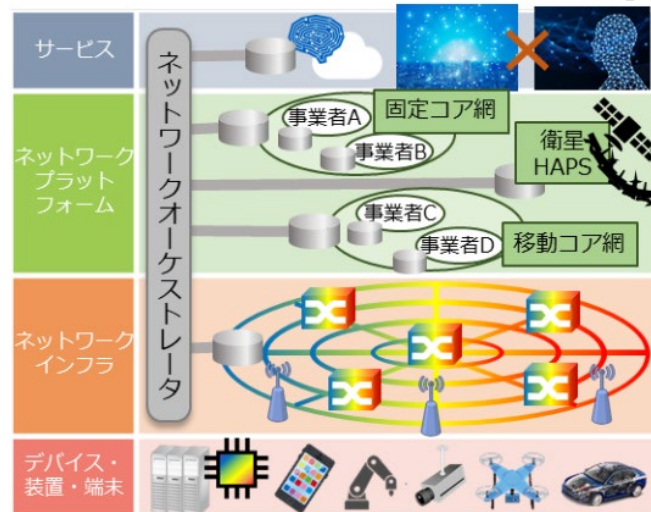 サービス
ネットワークオーケストレータ
ネットワーク
プラット
フォーム
事業者A
固定コア網
事業者B
衛星
HAPS
事業者C
事業者D
移動コア網
ネットワーク
インフラ
デバイス・
装置・端末